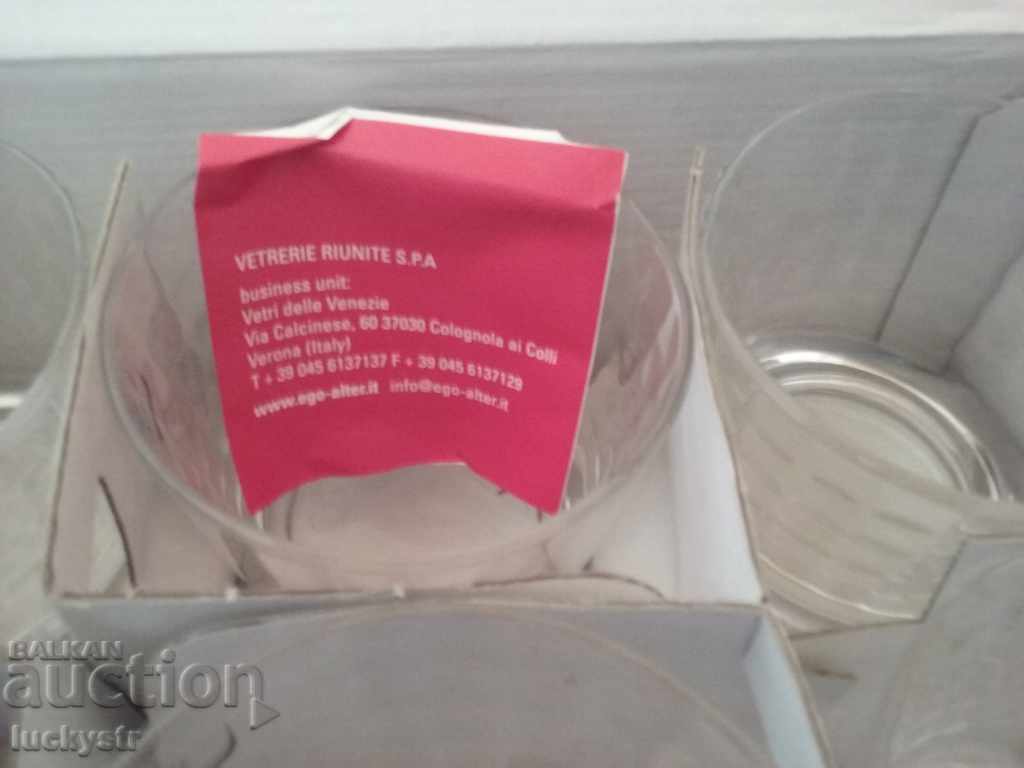 VETRERIE RIUNITE S.P.A
business unit:
Vetri delle Venezie
Via Calcinese, 60 37030 Colognola ai Colli
Verona (Italy)
T + 39 045 6137137 F + 39 045 6137129
www.ego-alter.it info@ego-alter.it
BALKAN
auction
luckystr